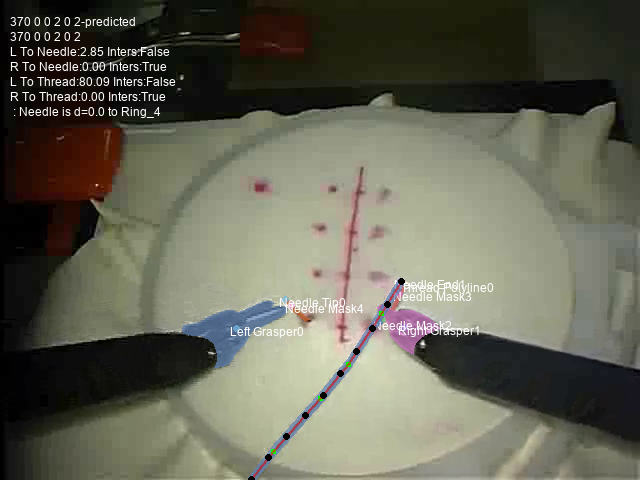 370 0 0 2 0 2-predicted
370 0 0 2 0 2
L To Needle:2.85 Inters:False
R To Needle:0.00 Inters:True
L To Thread:80.09 Inters:False
R To Thread:0.00 Inters:True
: Needle is d=0.0 to Ring_4
Needle End1
Thread Polyline0
Needle Mask3
Needle Tip0
Needle Mask4
Needle Mask2
Left Grasper0
Right Grasper1